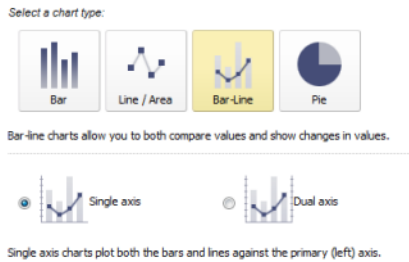 Select a chart type:
Bar Line / Area Bar-Line Pie
Bar-line charts allow you to both compare values and show changes in values.
Single axis Dual axis
Single axis charts plot both the bars and lines against the primary (left) axis.